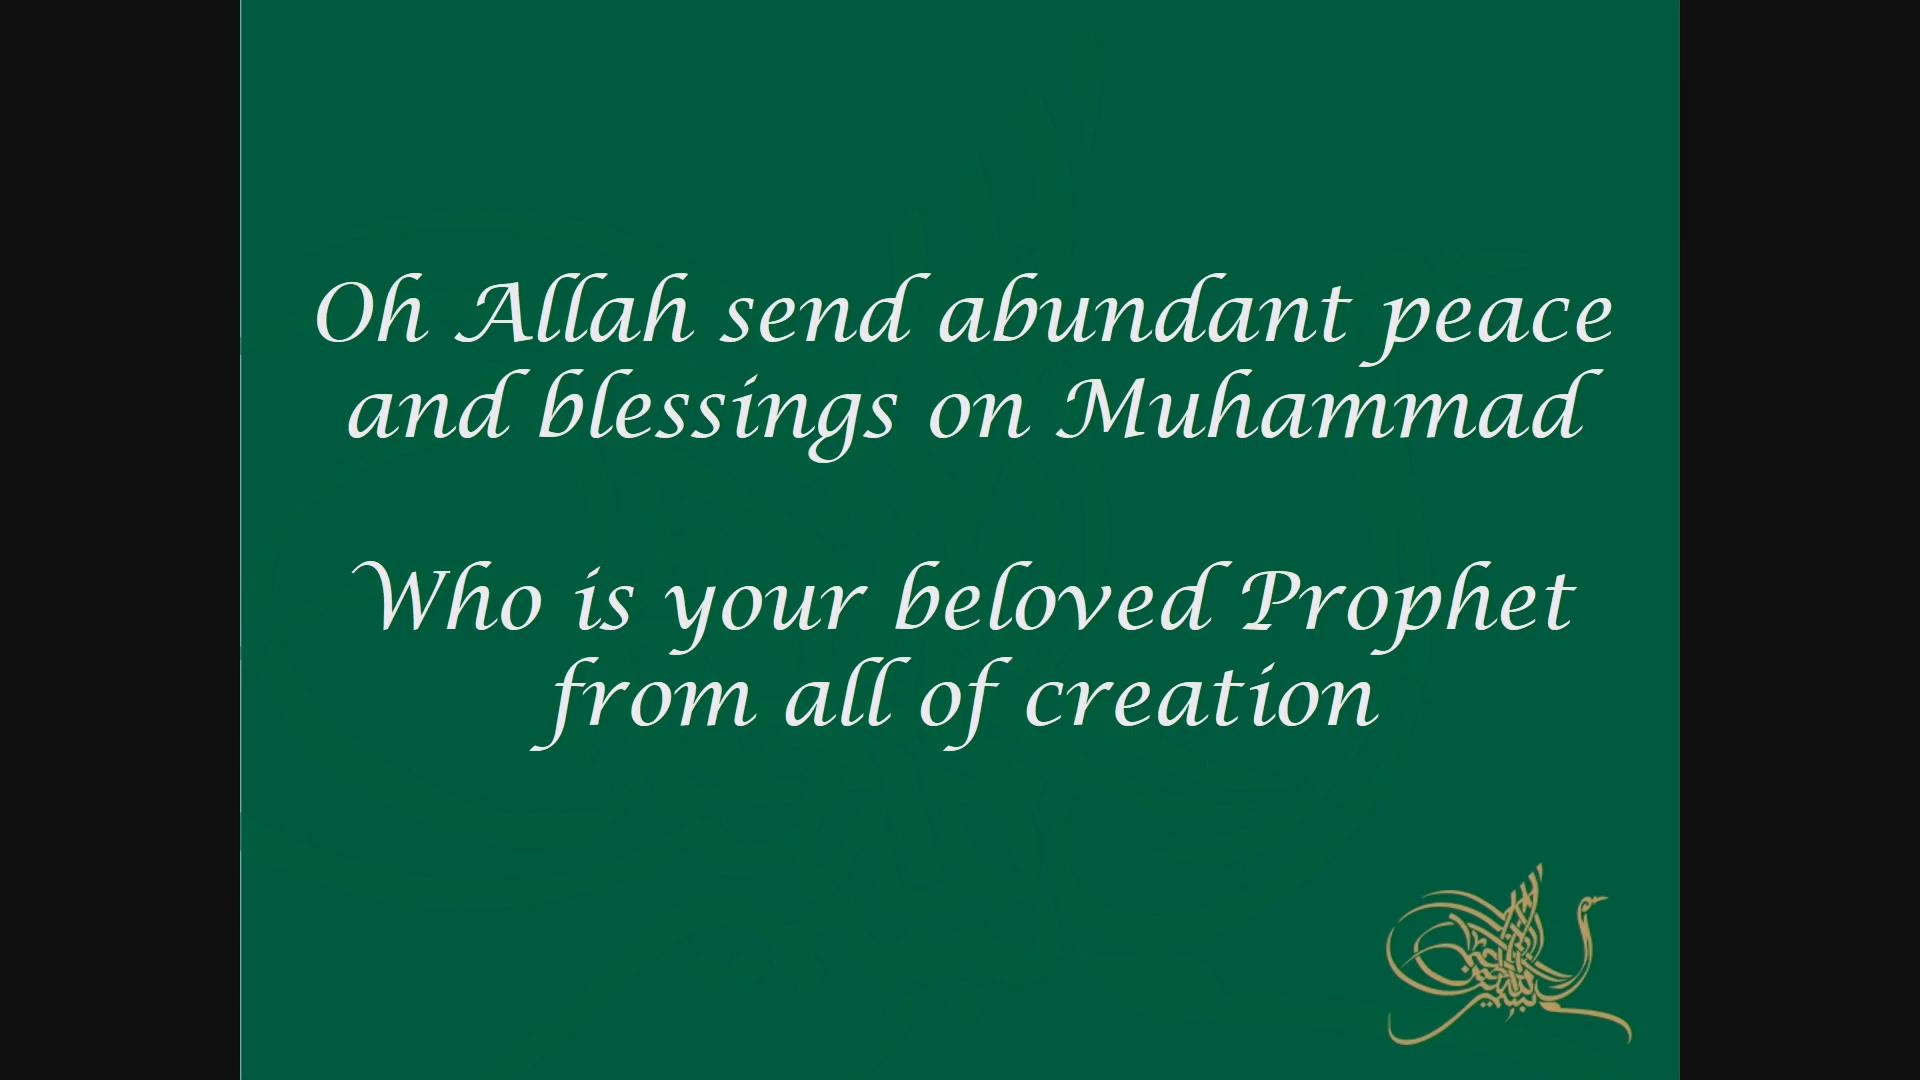 Oh Allah send abundant peace
and blessings on Muhammad
Who is your beloved Prophet
from all of creation